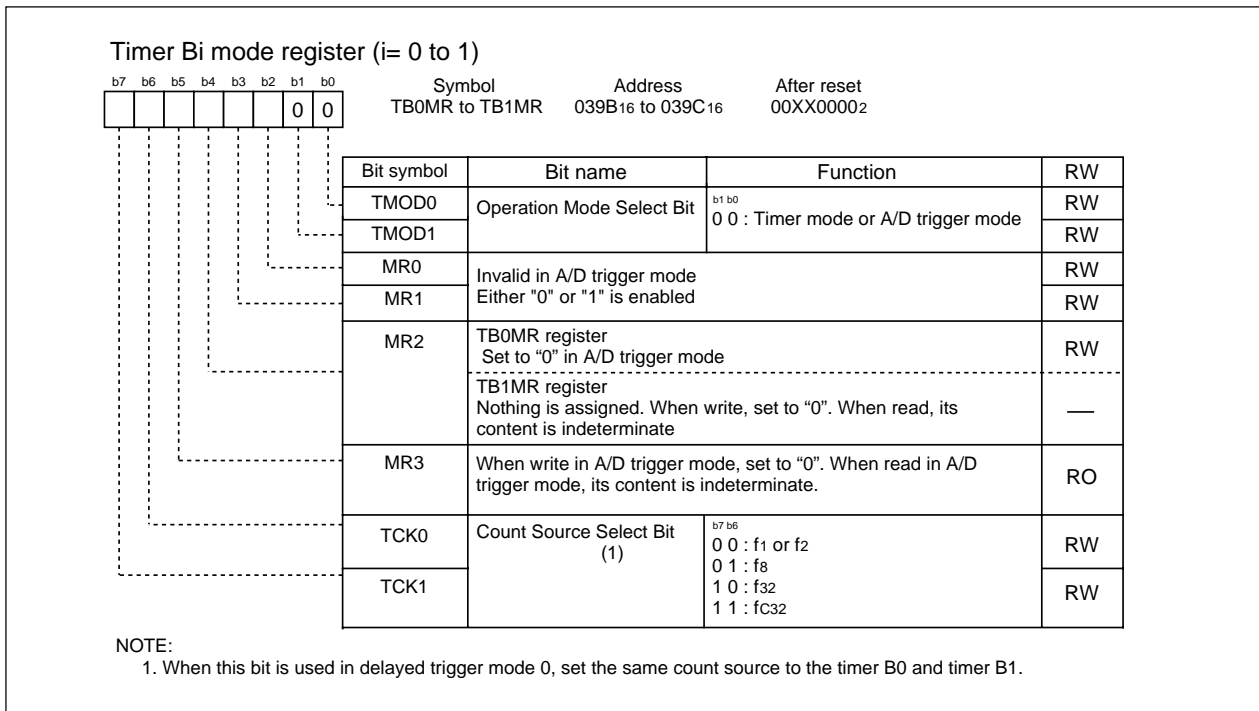 Timer Bi mode register (i= 0 to 1)
b7 b6 b5 b4 b3 b2 b1 b0
0 0
Symbol Address After reset
TB0MR to TB1MR 039B16 to 039C16 00XX00002
Bit symbol Bit name Function RW
TMOD0 Operation Mode Select Bit b1 b0 RW
0 0 : Timer mode or A/D trigger mode
TMOD1 RW
MR0 Invalid in A/D trigger mode RW
MR1 Either "0" or "1" is enabled RW
MR2 TB0MR register RW
Set to “0” in A/D trigger mode
TB1MR register
Nothing is assigned. When write, set to “0”. When read, its —
content is indeterminate
MR3 When write in A/D trigger mode, set to “0”. When read in A/D RO
trigger mode, its content is indeterminate.
TCK0 Count Source Select Bit b7 b6 RW
(1) 0 0 : f1 or f2
0 1 : f8
TCK1 1 0 : f32 RW
1 1 : fC32
NOTE:
1. When this bit is used in delayed trigger mode 0, set the same count source to the timer B0 and timer B1.